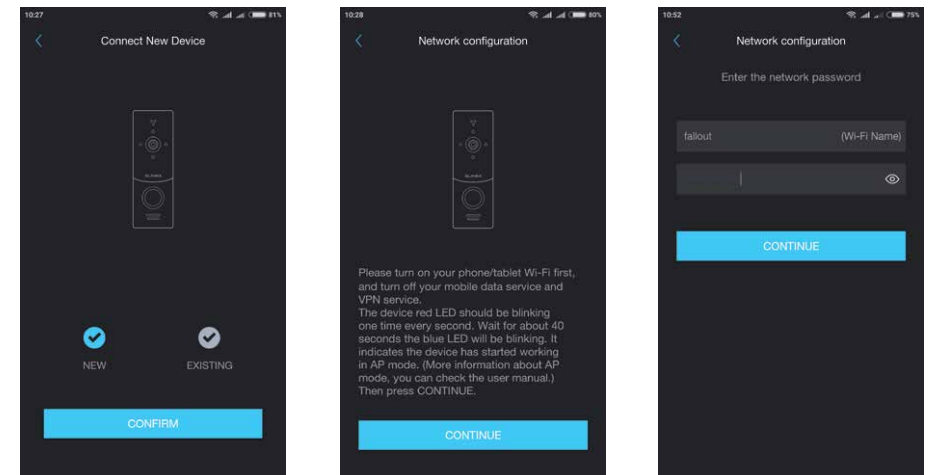 10:27
81%
Connect New Device
SLINEX
NEW
EXISTING
CONFIRM
10:28
80%
Network configuration
SLINEX
Please turn on your phone/tablet Wi-Fi first,
and turn off your mobile data service and
VPN service.
The device red LED should be blinking
one time every second. Wait for about 40
seconds the blue LED will be blinking. It
indicates the device has started working
in AP mode. (More information about AP
mode, you can check the user manual.)
Then press CONTINUE.
CONTINUE
10:52
75%
Network configuration
Enter the network password
fallout (Wi-Fi Name)
CONTINUE